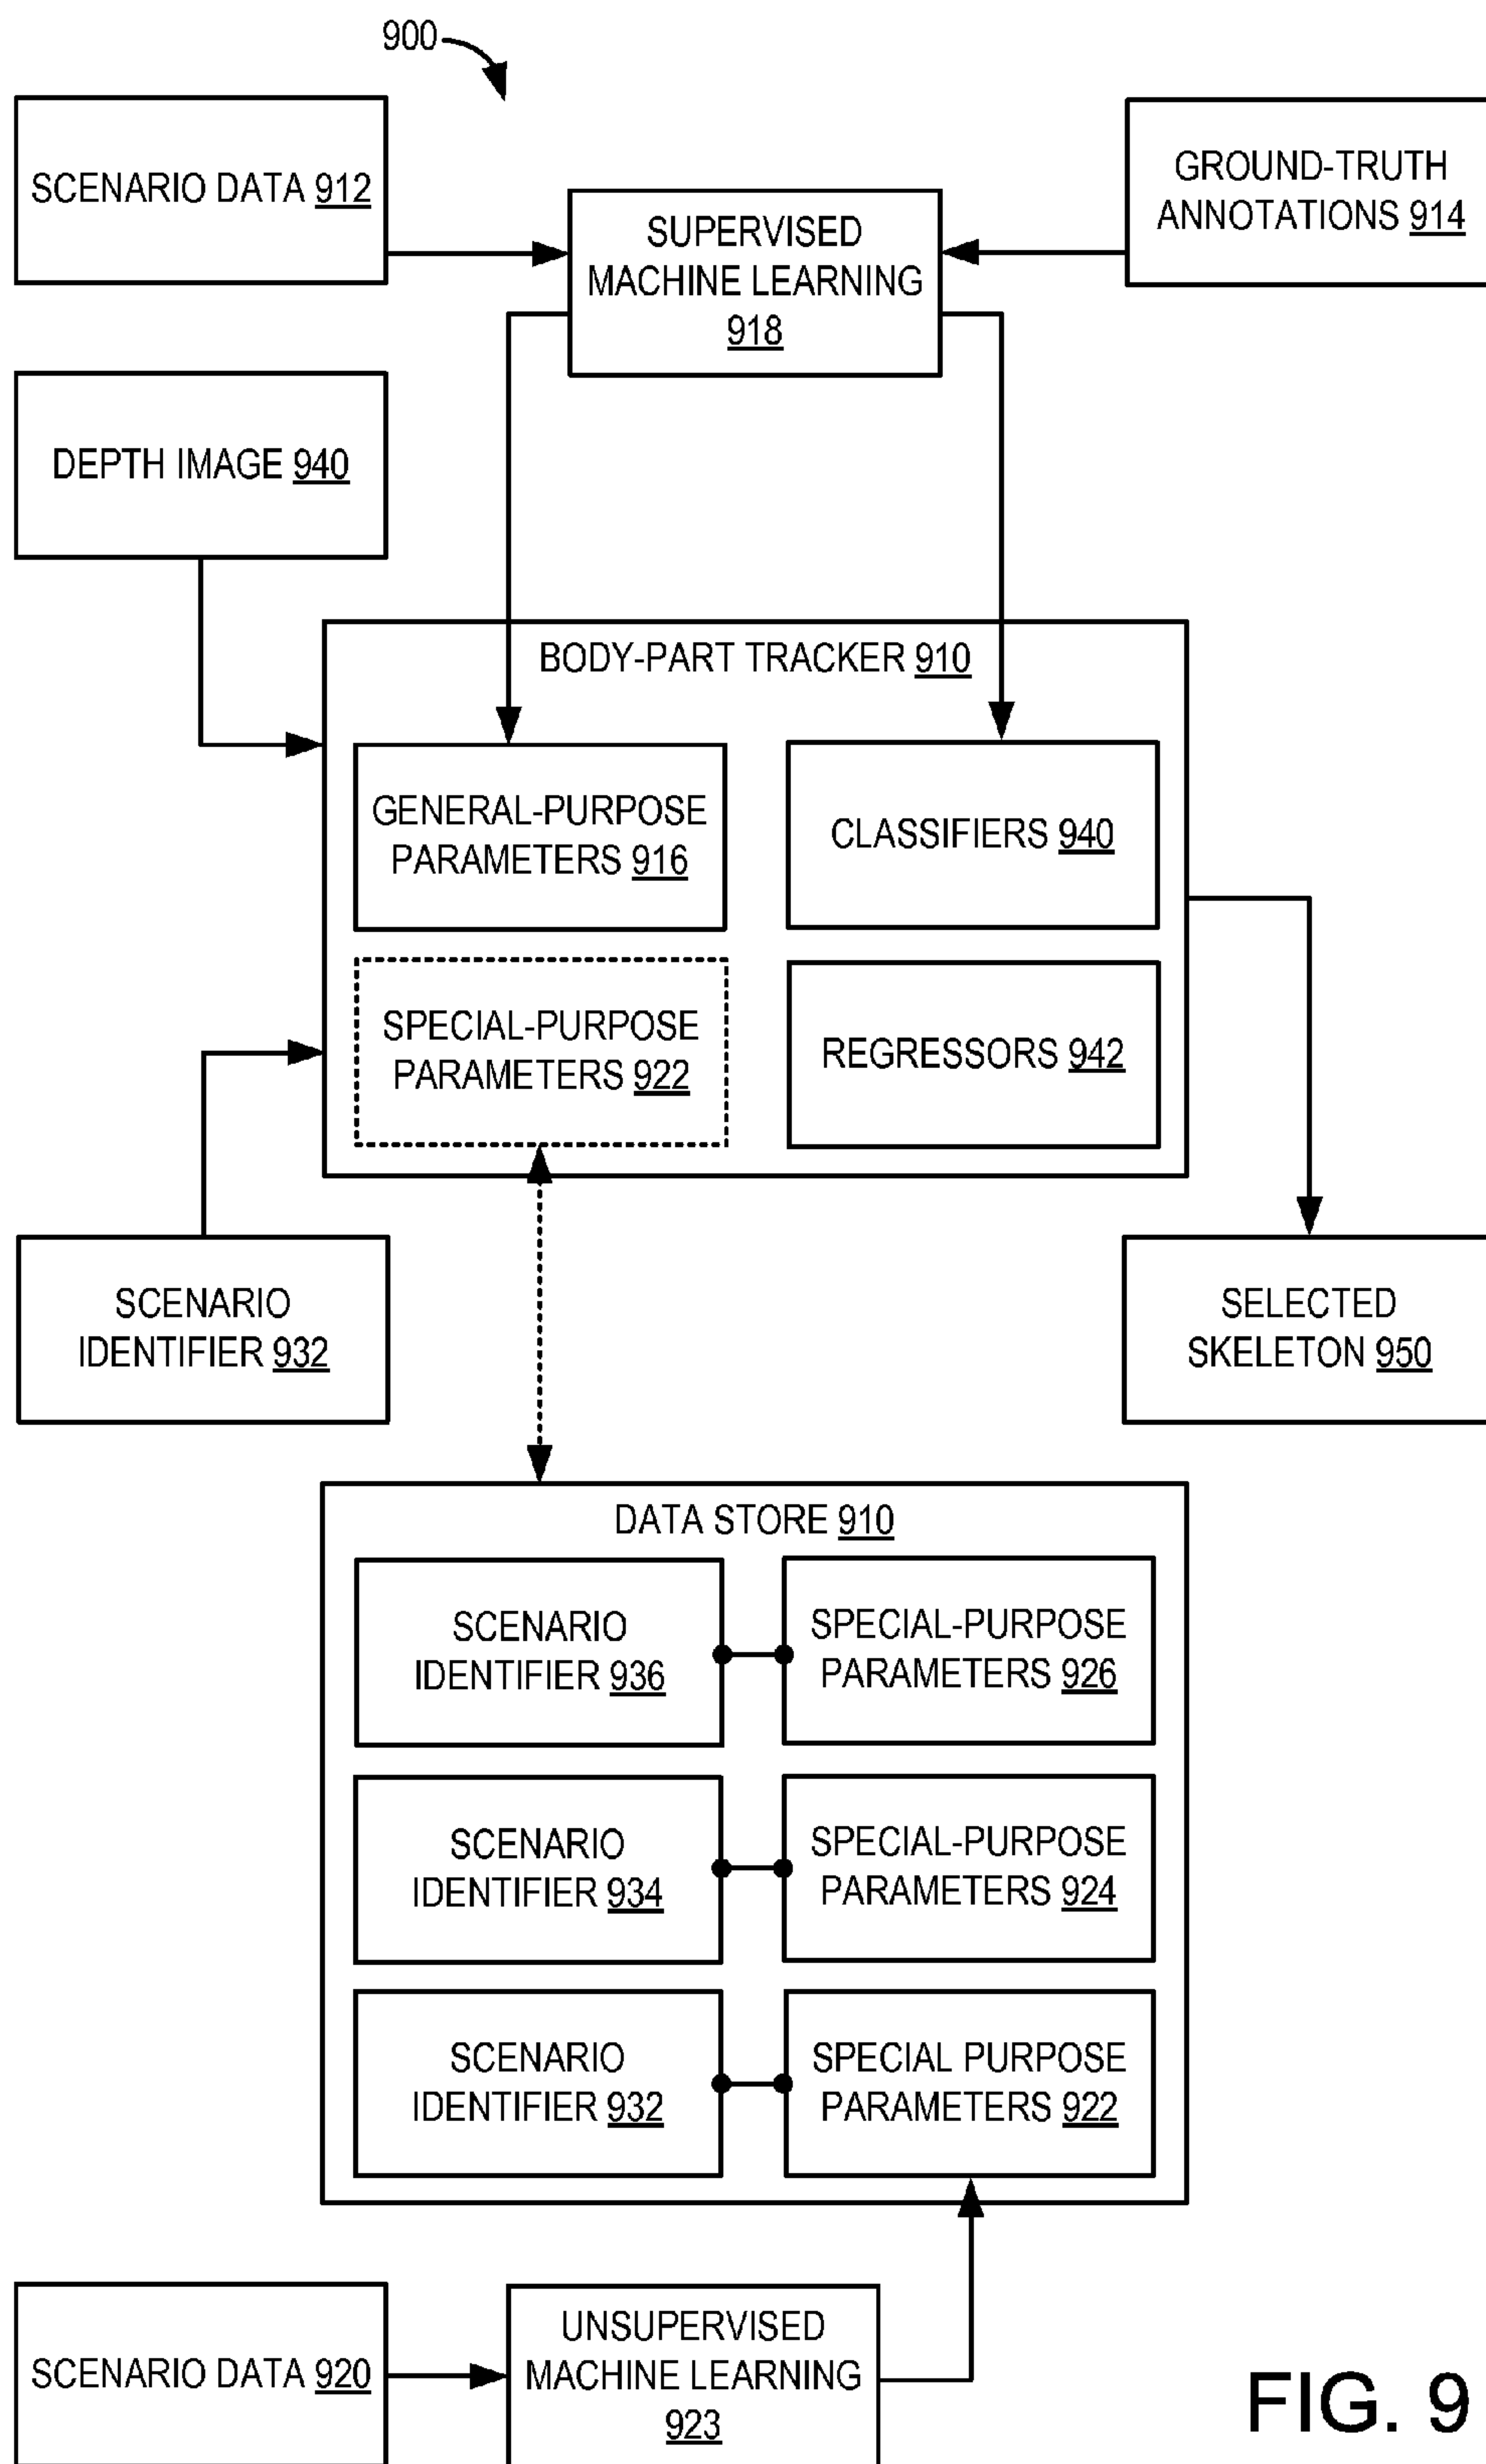 900
SCENARIO DATA 912
GROUND-TRUTH
ANNOTATIONS 914
SUPERVISED
MACHINE LEARNING
918
DEPTH IMAGE 940
BODY-PART TRACKER 910
GENERAL-PURPOSE
PARAMETERS 916
CLASSIFIERS 940
SPECIAL-PURPOSE
PARAMETERS 922
REGRESSORS 942
SCENARIO
IDENTIFIER 932
SELECTED
SKELETON 950
DATA STORE 910
SCENARIO
IDENTIFIER 936
SPECIAL-PURPOSE
PARAMETERS 926
SCENARIO
IDENTIFIER 934
SPECIAL-PURPOSE
PARAMETERS 924
SCENARIO
IDENTIFIER 932
SPECIAL PURPOSE
PARAMETERS 922
SCENARIO DATA 920
UNSUPERVISED
MACHINE LEARNING
923
FIG. 9